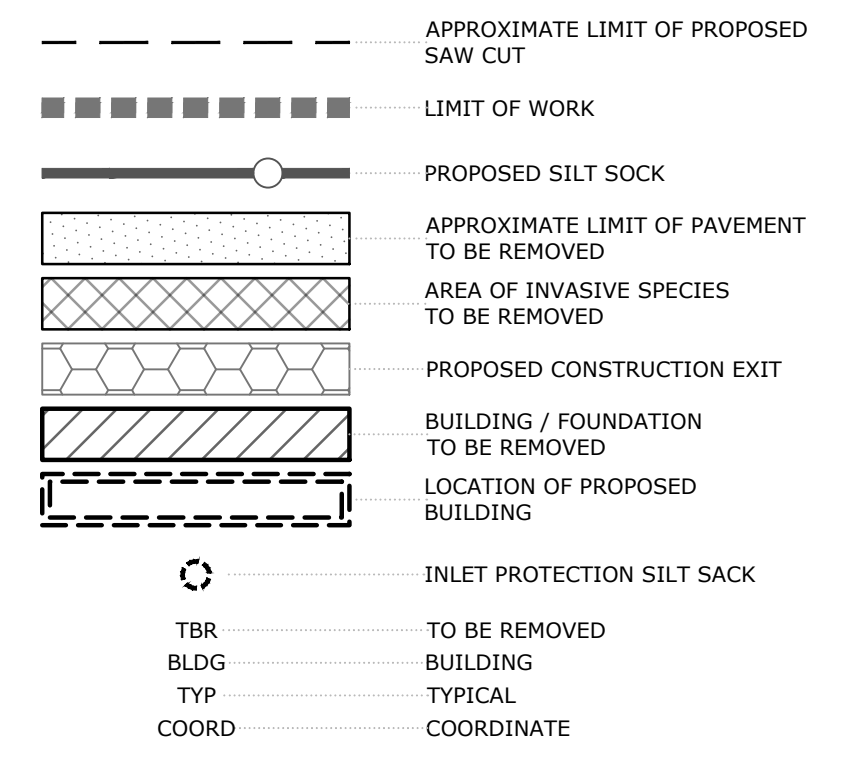 APPROXIMATE LIMIT OF PROPOSED
SAW CUT
LIMIT OF WORK
PROPOSED SILT SOCK
APPROXIMATE LIMIT OF PAVEMENT
TO BE REMOVED
AREA OF INVASIVE SPECIES
TO BE REMOVED
PROPOSED CONSTRUCTION EXIT
BUILDING / FOUNDATION
TO BE REMOVED
LOCATION OF PROPOSED
BUILDING
INLET PROTECTION SILT SACK
TBR TO BE REMOVED
BLDG BUILDING
TYP TYPICAL
COORD COORDINATE